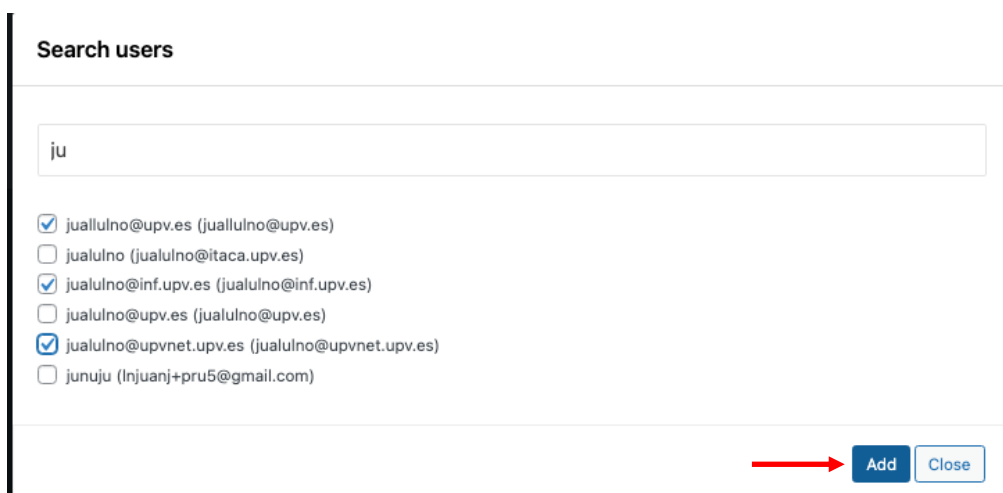 Search users
ju
juallulno@upv.es (juallulno@upv.es)
jualulno (jualulno@itaca.upv.es)
jualulno@inf.upv.es (jualulno@inf.upv.es)
jualulno@upv.es (jualulno@upv.es)
jualulno@upvnet.upv.es (jualulno@upvnet.upv.es)
junuju (lnjuanj+pru5@gmail.com)
Add Close